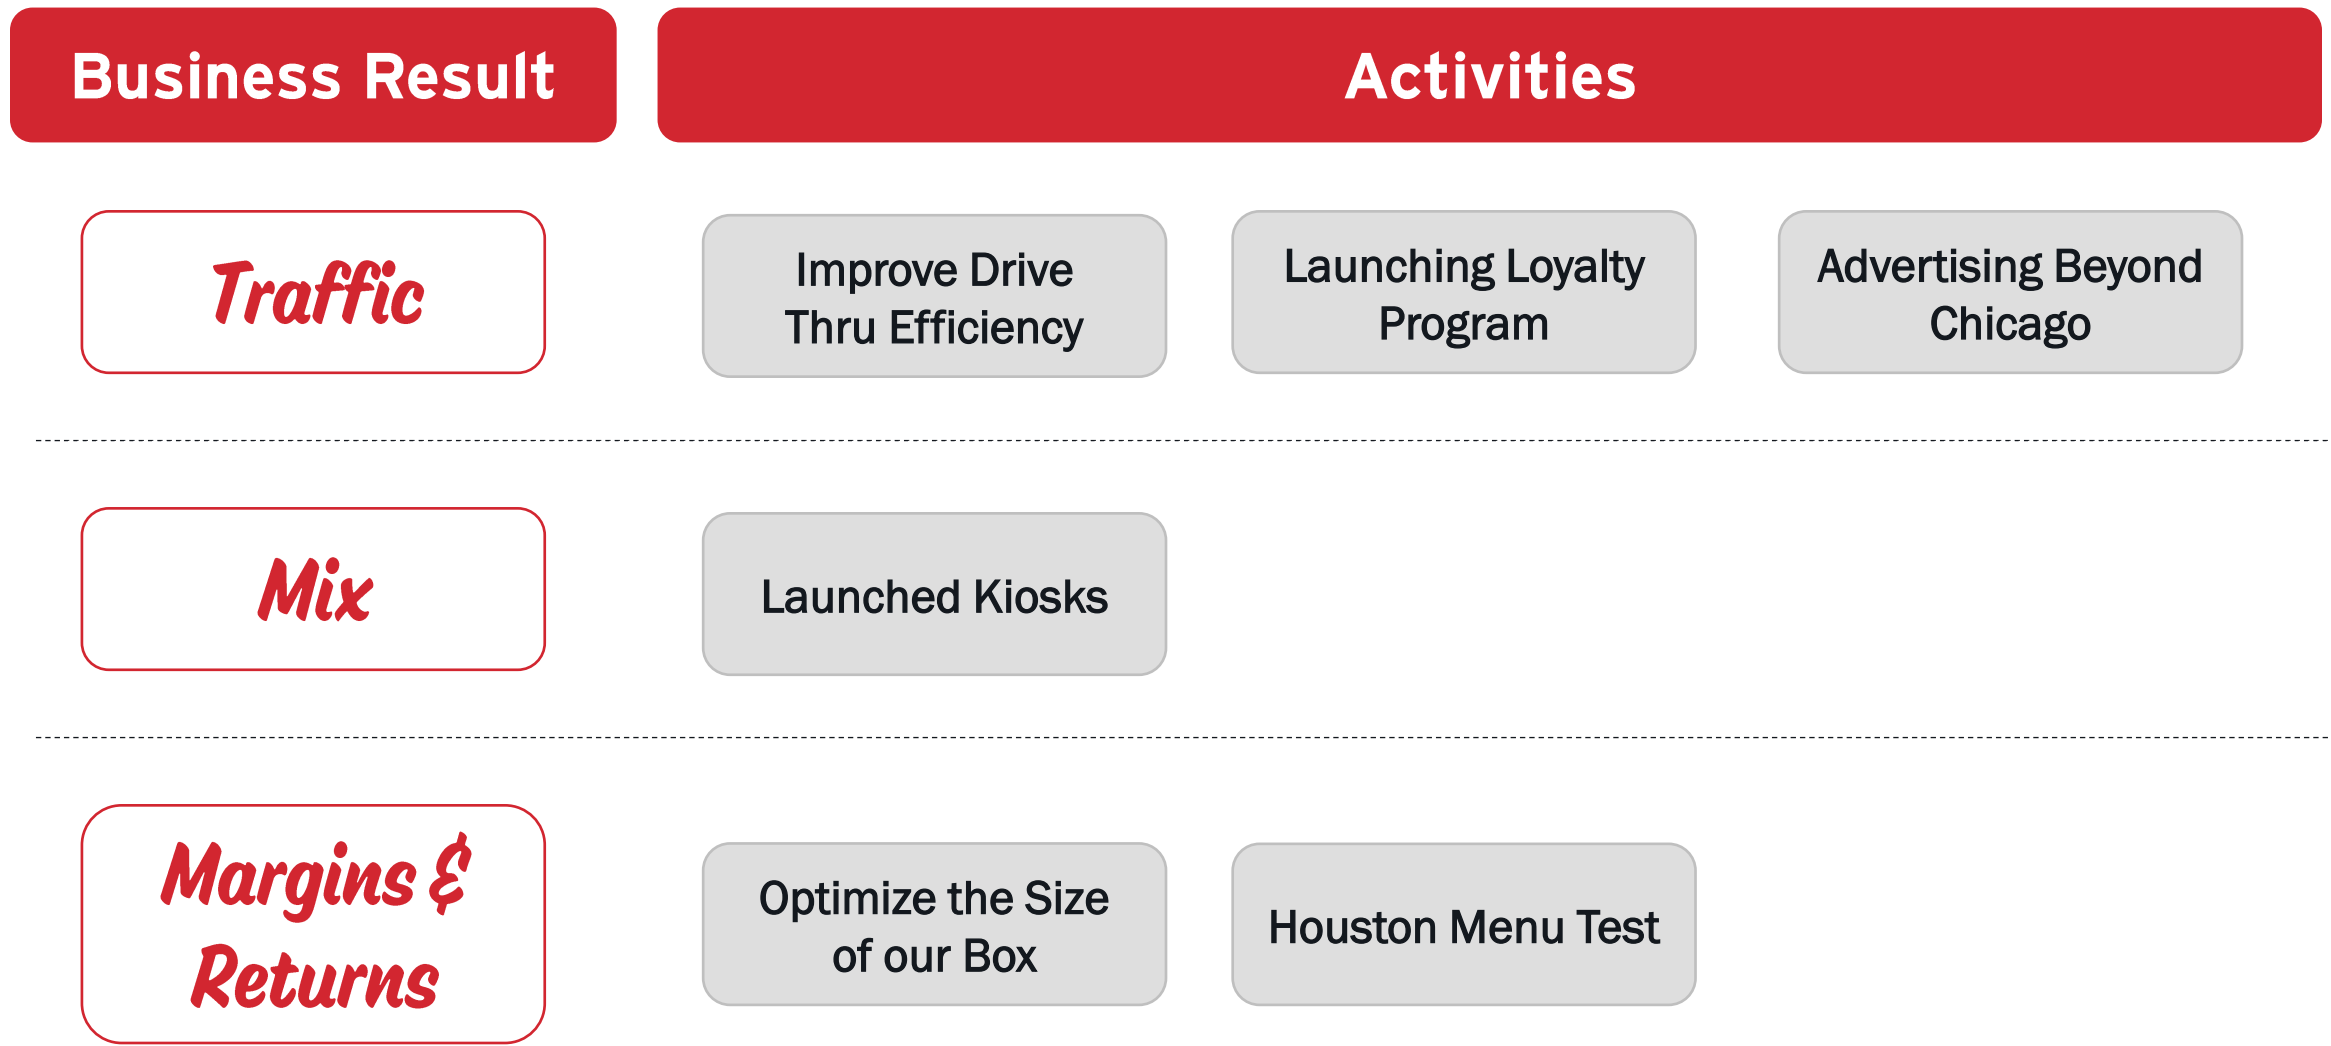 Business Result
Activities
Traffic
Improve Drive
Thru Efficiency
Launching Loyalty
Program
Advertising Beyond
Chicago
Mix
Launched Kiosks
Margins &
Returns
Optimize the Size
of our Box
Houston Menu Test